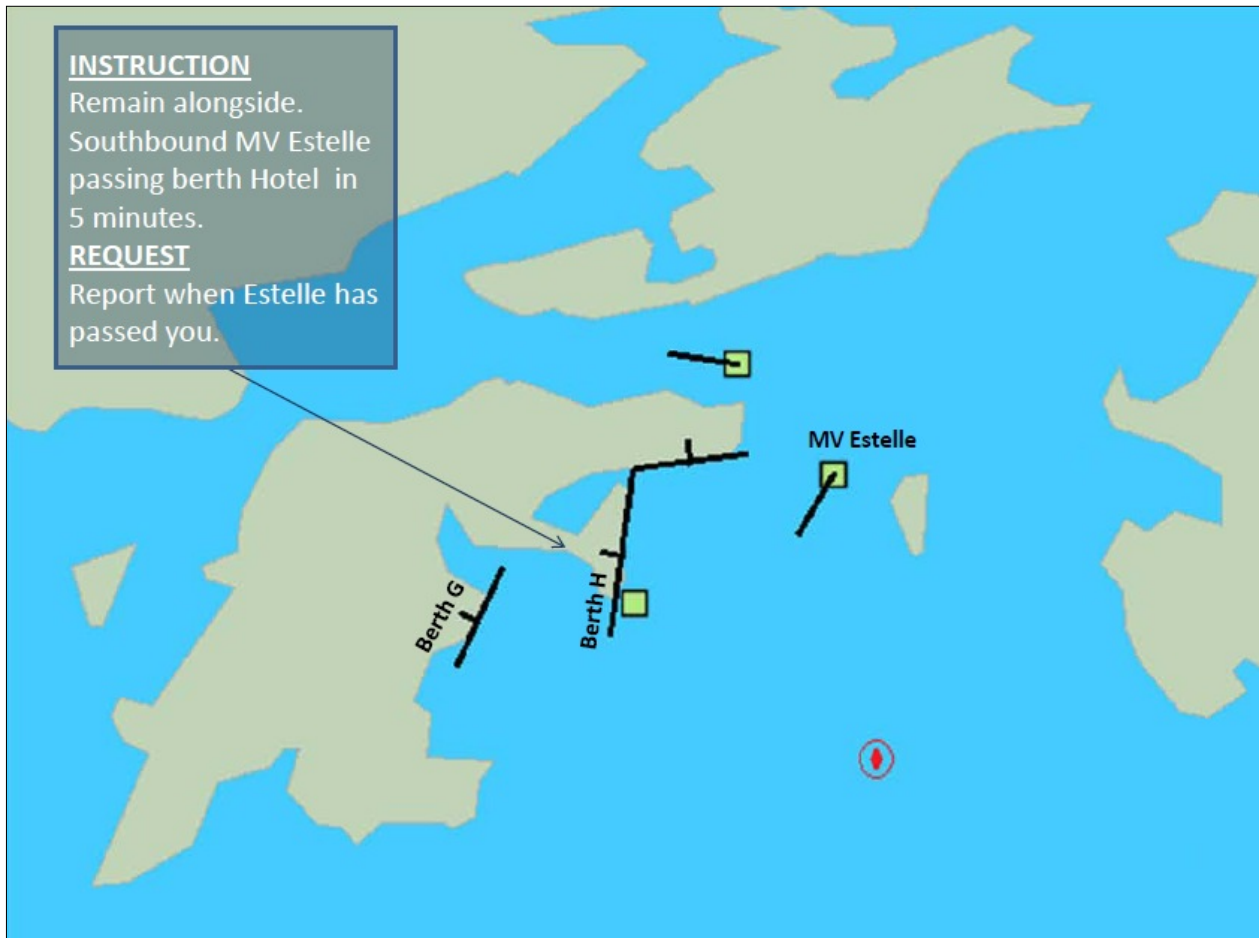 INSTRUCTION
Remain alongside.
Southbound MV Estelle
passing berth Hotel in
5 minutes.
REQUEST
Report when Estelle has
passed you.
MV Estelle
Berth G
Berth H